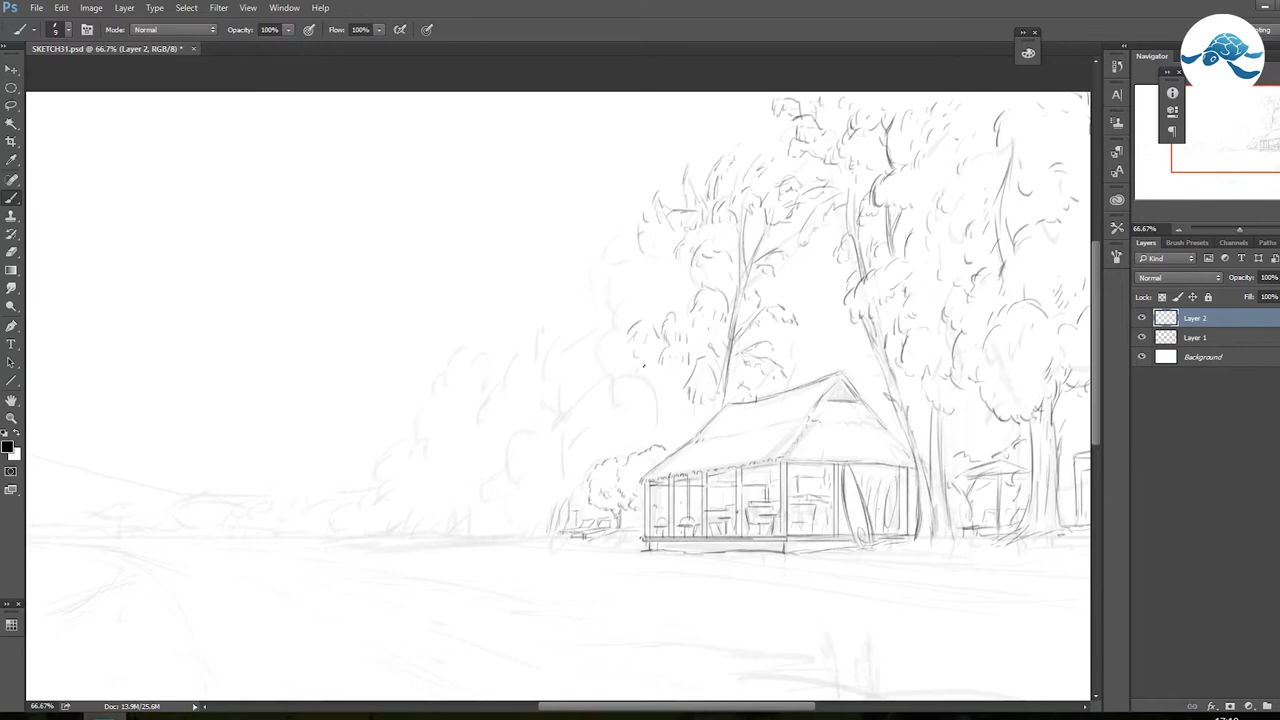 Ps File Edit Image Layer Type Select Filter View Window Help
9 Mode: Normal Opacity: 100% Flow: 100%
SKETCH31.psd @ 66.7% (Layer 2, RGB/8) * ×
Navigator
66.67%
Layers Brush Presets Channels Paths
Kind
Normal Opacity: 100%
Lock: Fill: 100%
Layer 2
Layer 1
Background
66.67% Doc: 13.9M/25.6M